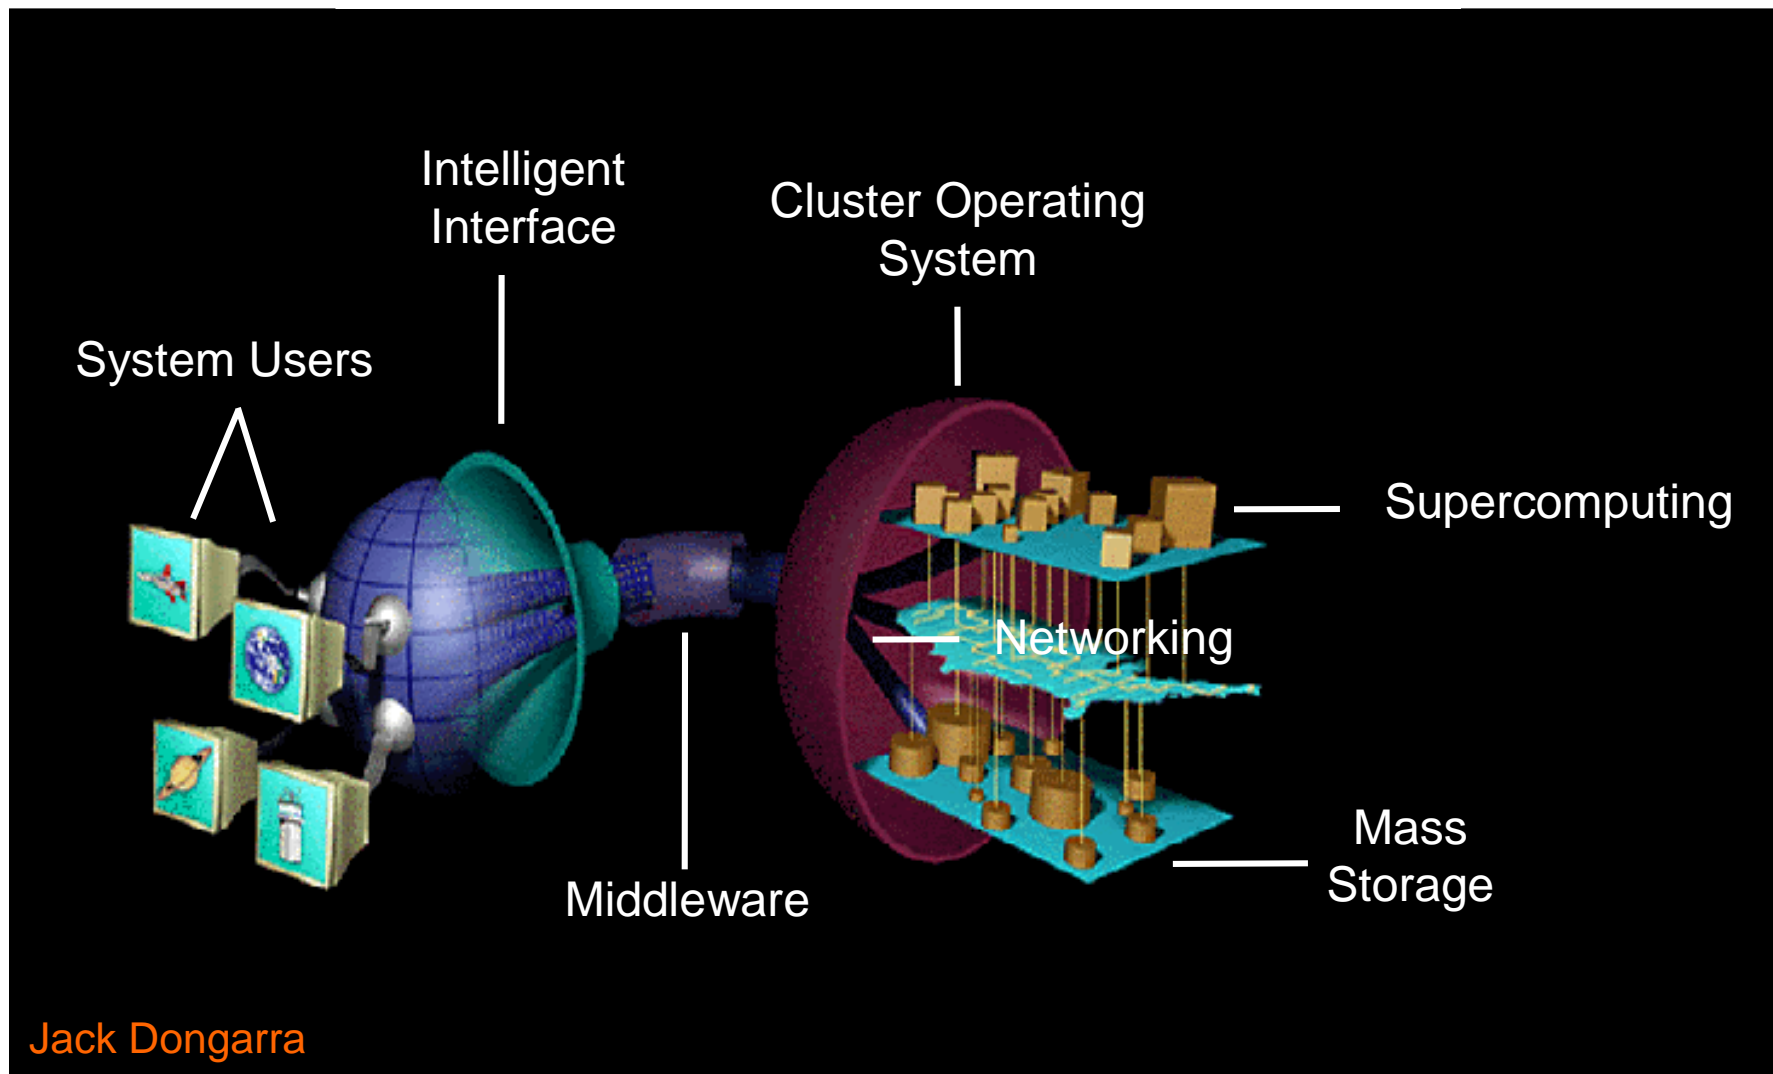 Intelligent
Interface
Cluster Operating
System
System Users
Supercomputing
Networking
Mass
Storage
Middleware
Jack Dongarra